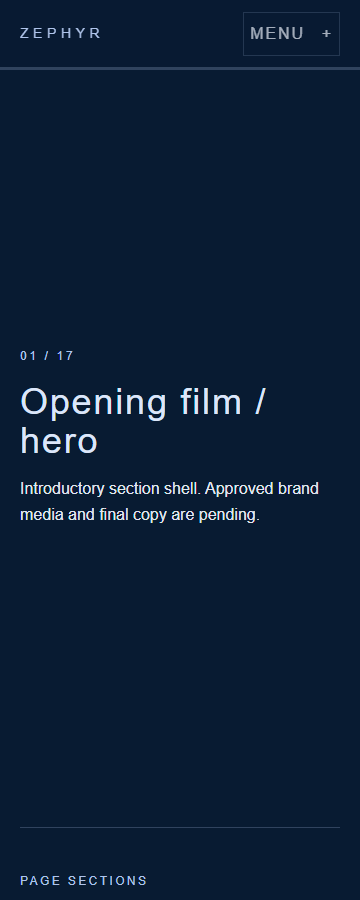 ZEPHYR
MENU +
01 / 17
Opening film /
hero
Introductory section shell. Approved brand
media and final copy are pending.
PAGE SECTIONS